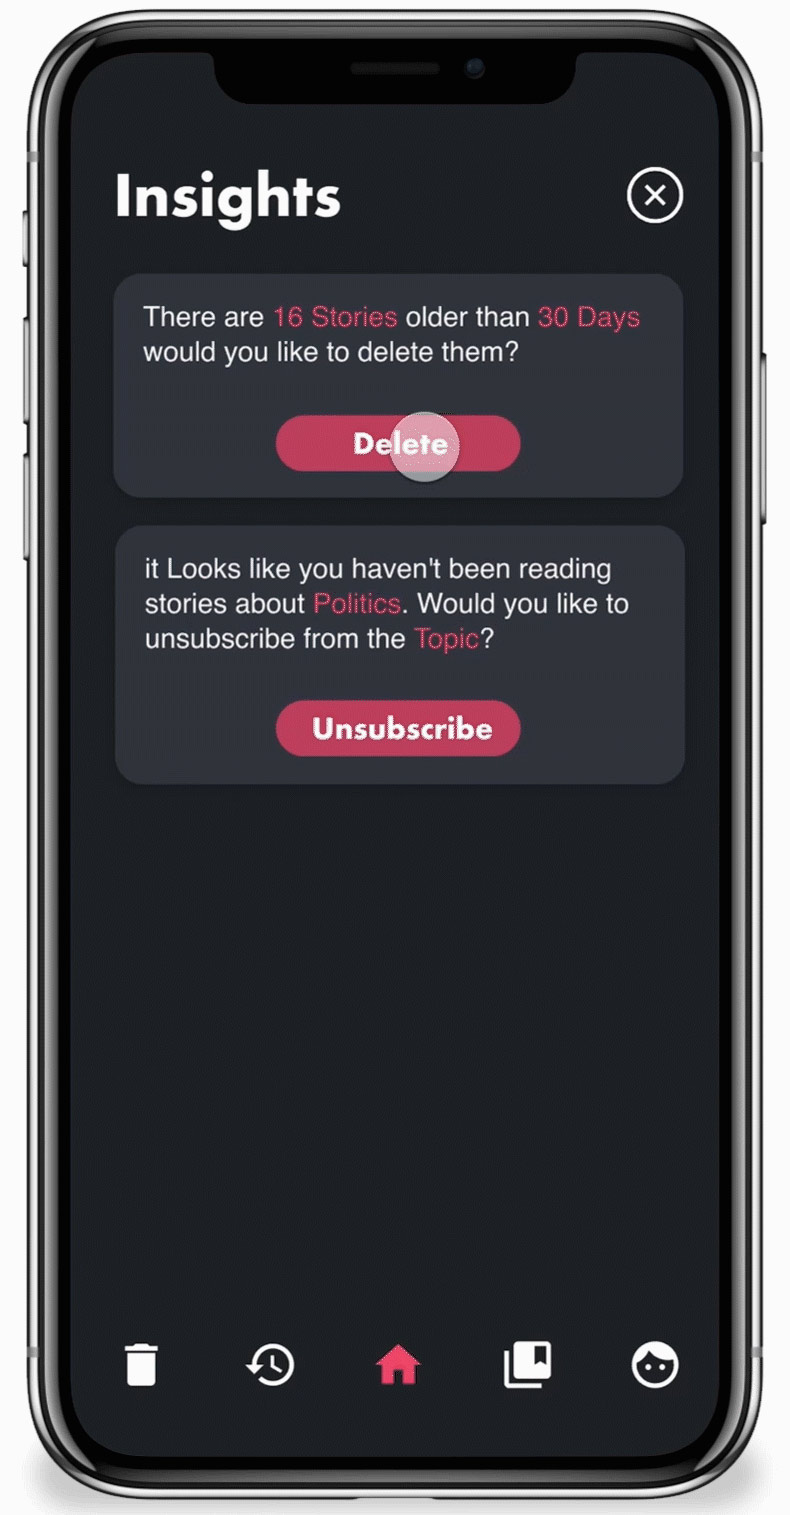 Insights
There are 16 Stories older than 30 Days
would you like to delete them?
Delete
it Looks like you haven't been reading
stories about Politics. Would you like to
unsubscribe from the Topic?
Unsubscribe